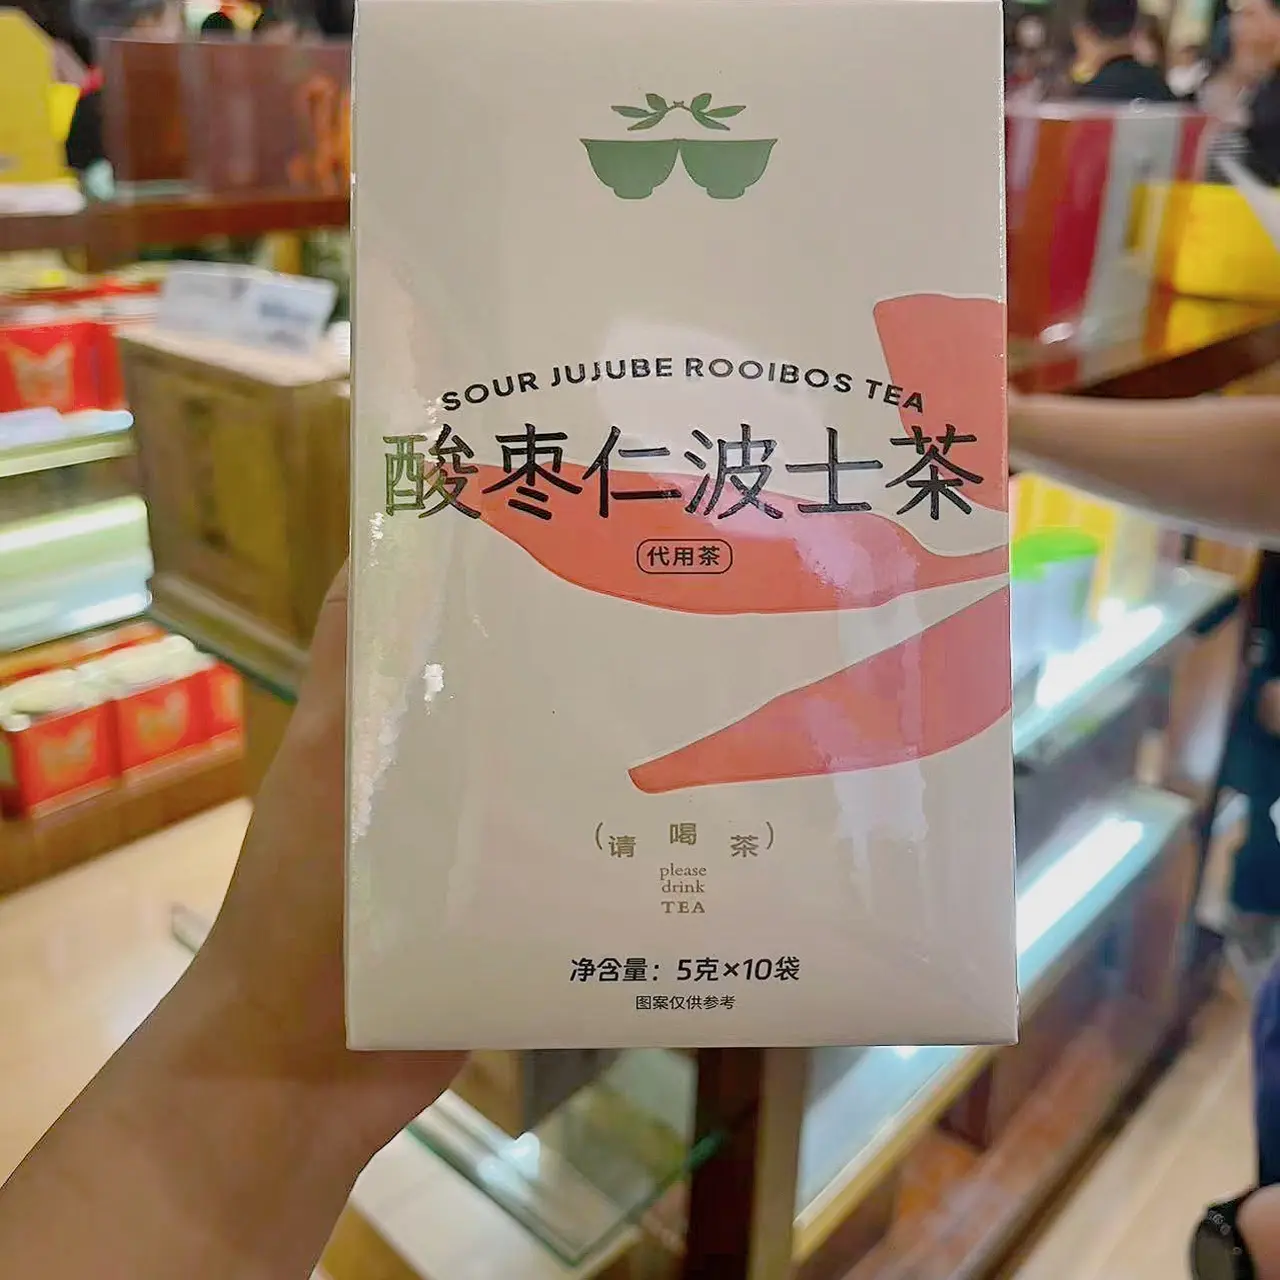 SOUR JUJUBE ROOIBOS TEA
酸枣仁波士茶
代用茶
(请喝茶)
please
drink
TEA
净含量：5克×10袋
图案仅供参考